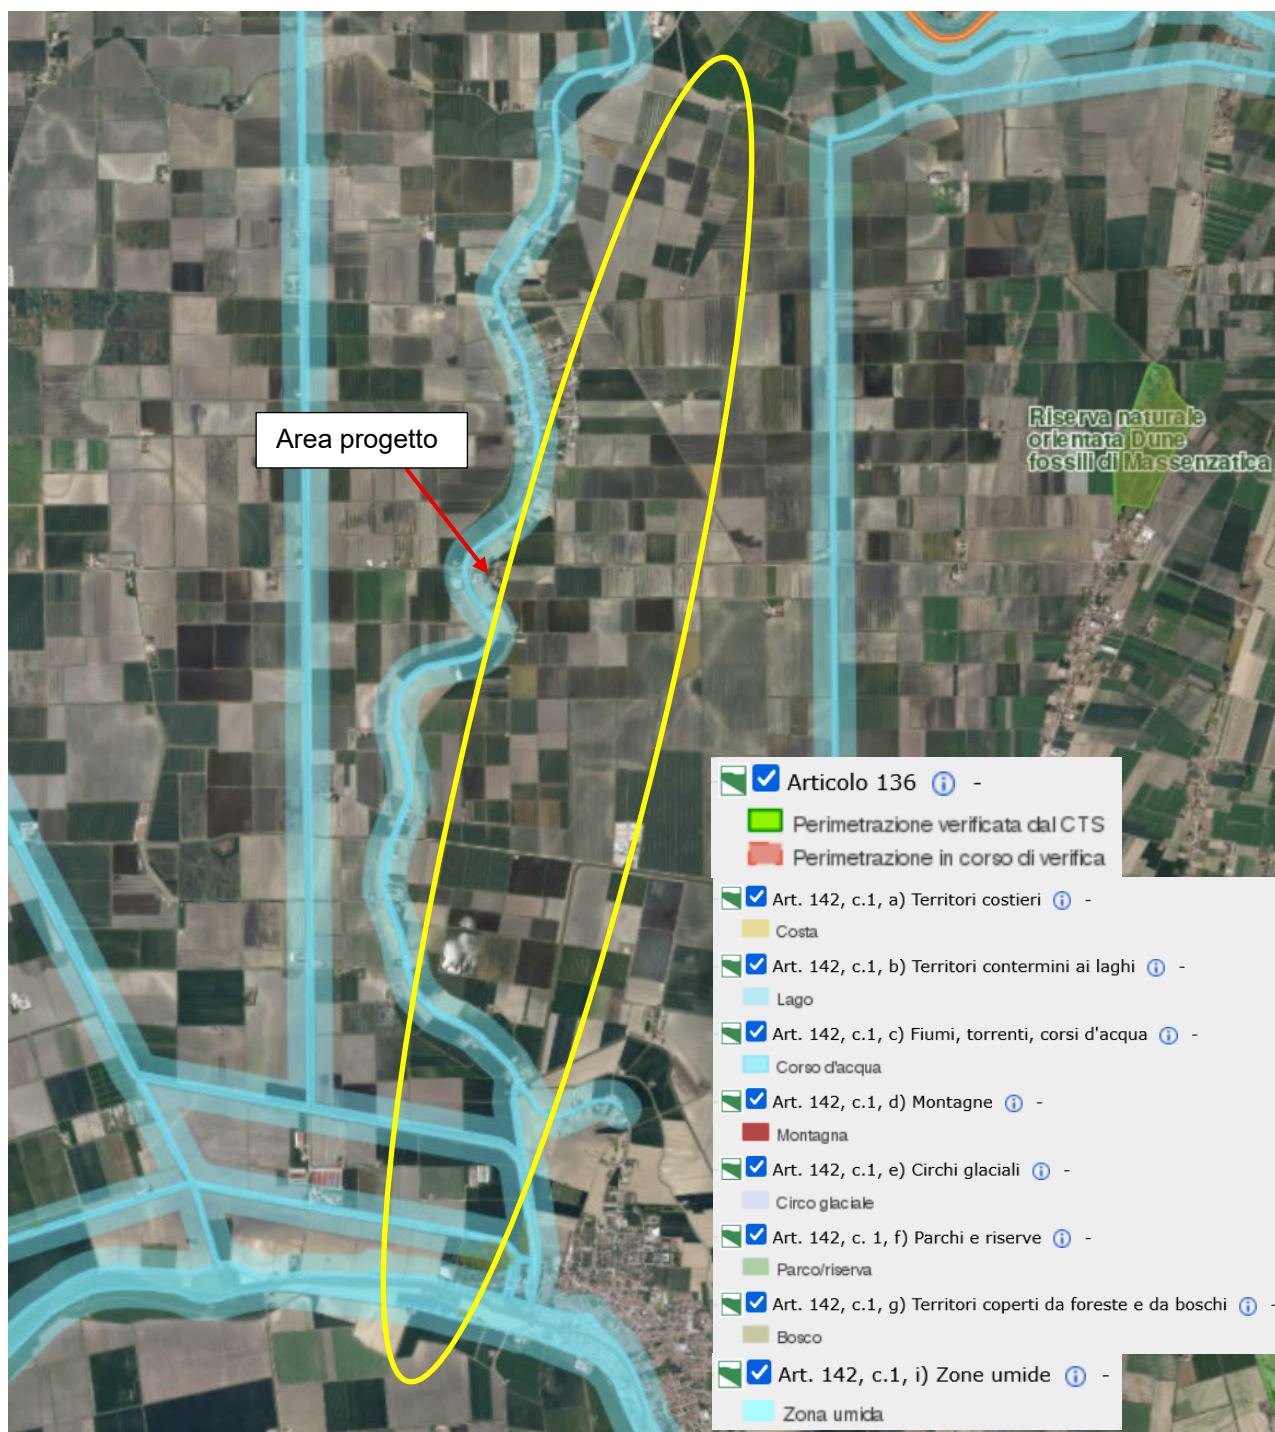 Area progetto
Riserva naturale
orientata Dune
fossili di Massenzatica
Articolo 136 -
Perimetrazione verificata dal CTS
Perimetrazione in corso di verifica
Art. 142, c.1, a) Territori costieri -
Costa
Art. 142, c.1, b) Territori contermini ai laghi -
Lago
Art. 142, c.1, c) Fiumi, torrenti, corsi d'acqua -
Corso d'acqua
Art. 142, c.1, d) Montagne -
Montagna
Art. 142, c.1, e) Circhi glaciali -
Circo glaciale
Art. 142, c. 1, f) Parchi e riserve -
Parco/riserva
Art. 142, c.1, g) Territori coperti da foreste e da boschi -
Bosco
Art. 142, c.1, i) Zone umide -
Zona umida